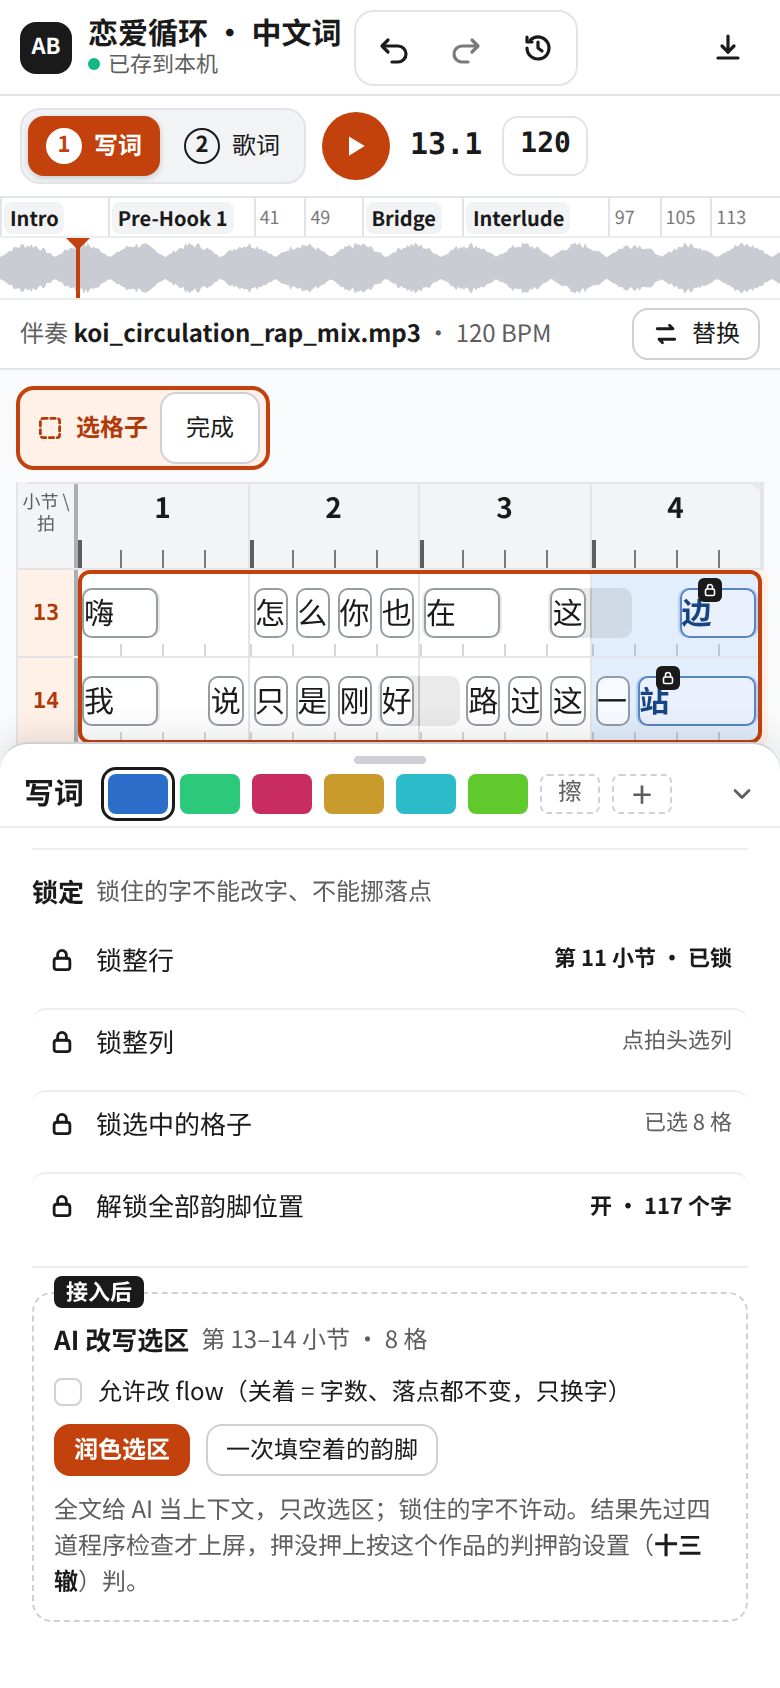 AB 恋爱循环 · 中文词
已存到本机
1 写词 2 歌词 13.1 120
Intro Pre-Hook 1 41 49 Bridge Interlude 97 105 113
伴奏 koi_circulation_rap_mix.mp3 · 120 BPM 替换
选格子 完成
小节 \ 拍 1 2 3 4
13 嗨 怎 么 你 也 在 这 边
14 我 说 只 是 刚 好 路 过 这 一 站
写词 擦 +
锁定 锁住的字不能改字、不能挪落点
锁整行 第 11 小节 · 已锁
锁整列 点拍头选列
锁选中的格子 已选 8 格
解锁全部韵脚位置 开 · 117 个字
接入后
AI 改写选区 第 13–14 小节 · 8 格
允许改 flow（关着 = 字数、落点都不变，只换字）
润色选区 一次填空着的韵脚
全文给 AI 当上下文，只改选区；锁住的字不许动。结果先过四
道程序检查才上屏，押没押上按这个作品的判押韵设置（十三
辙）判。